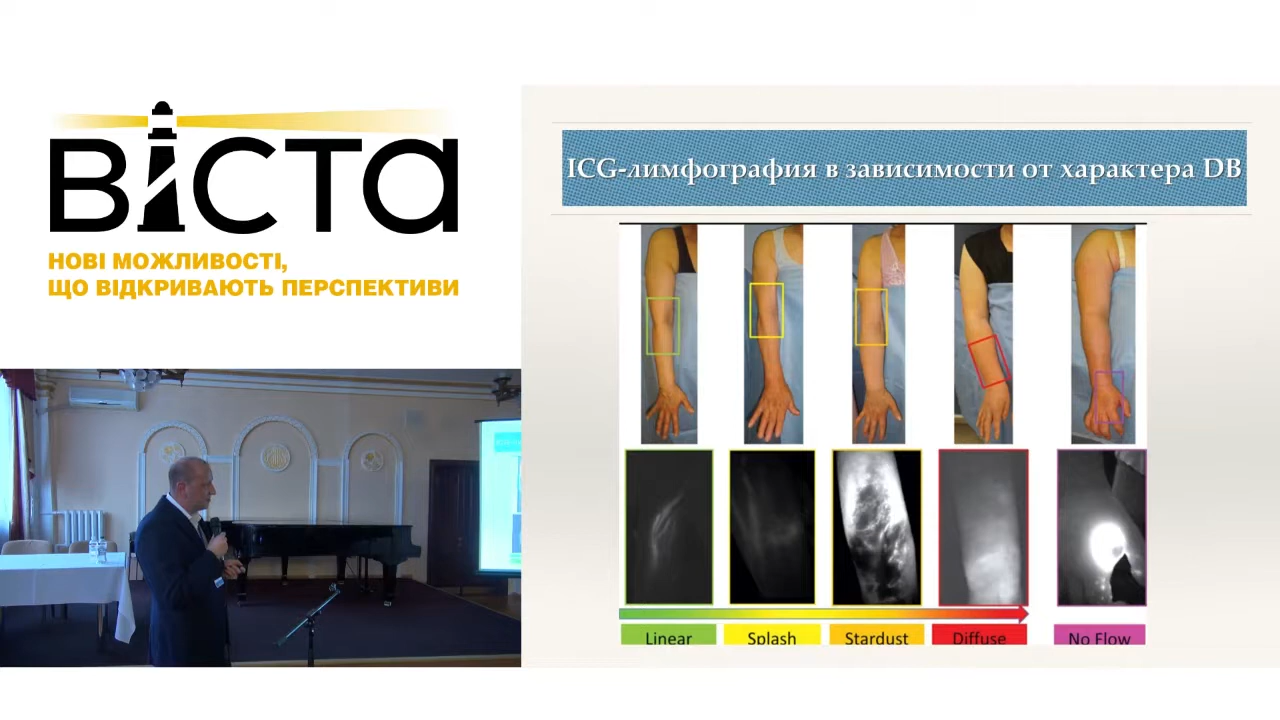 вІСТА
НОВІ МОЖЛИВОСТІ,
ЩО ВІДКРИВАЮТЬ ПЕРСПЕКТИВИ
ICG-лимфография в зависимости от характера DB
Linear
Splash
Stardust
Diffuse
No Flow